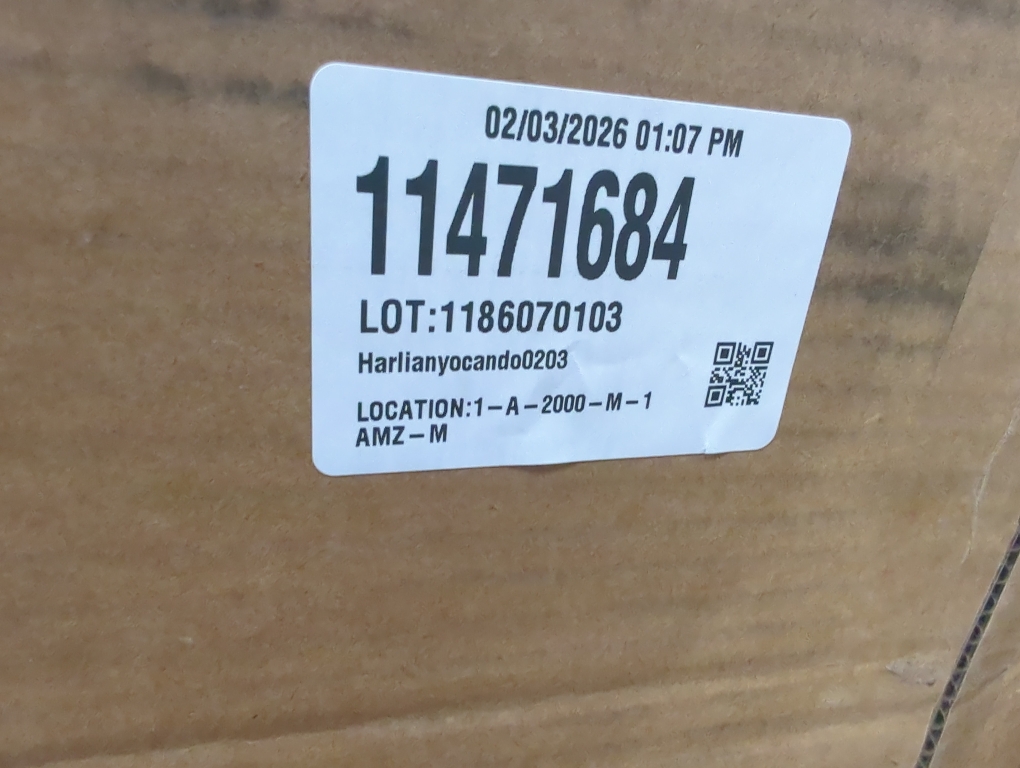 02/03/2026 01:07 PM
11471684
LOT:1186070103
Harlianyocando0203
LOCATION:1-A-2000-M-1
AMZ-M